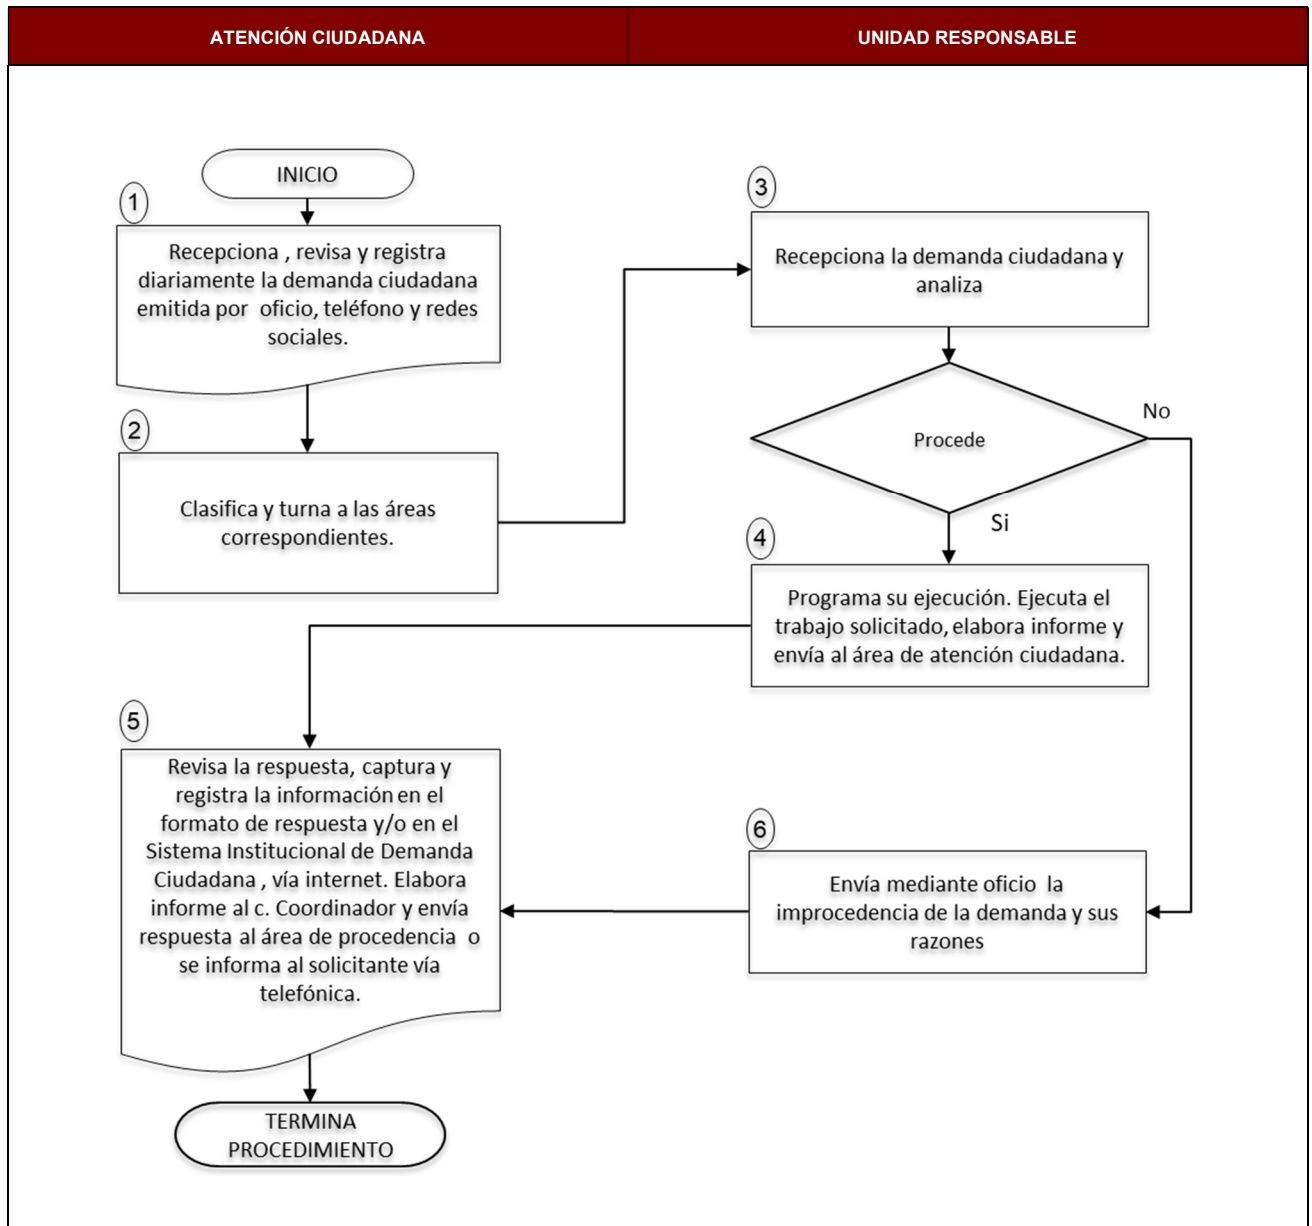 ATENCIÓN CIUDADANA
UNIDAD RESPONSABLE
INICIO
1
Recepciona , revisa y registra
diariamente la demanda ciudadana
emitida por oficio, teléfono y redes
sociales.
2
Clasifica y turna a las áreas
correspondientes.
3
Recepciona la demanda ciudadana y
analiza
Procede
No
Si
4
Programa su ejecución. Ejecuta el
trabajo solicitado, elabora informe y
envía al área de atención ciudadana.
5
Revisa la respuesta, captura y
registra la información en el
formato de respuesta y/o en el
Sistema Institucional de Demanda
Ciudadana , vía internet. Elabora
informe al c. Coordinador y envía
respuesta al área de procedencia o
se informa al solicitante vía
telefónica.
6
Envía mediante oficio la
improcedencia de la demanda y sus
razones
TERMINA
PROCEDIMIENTO